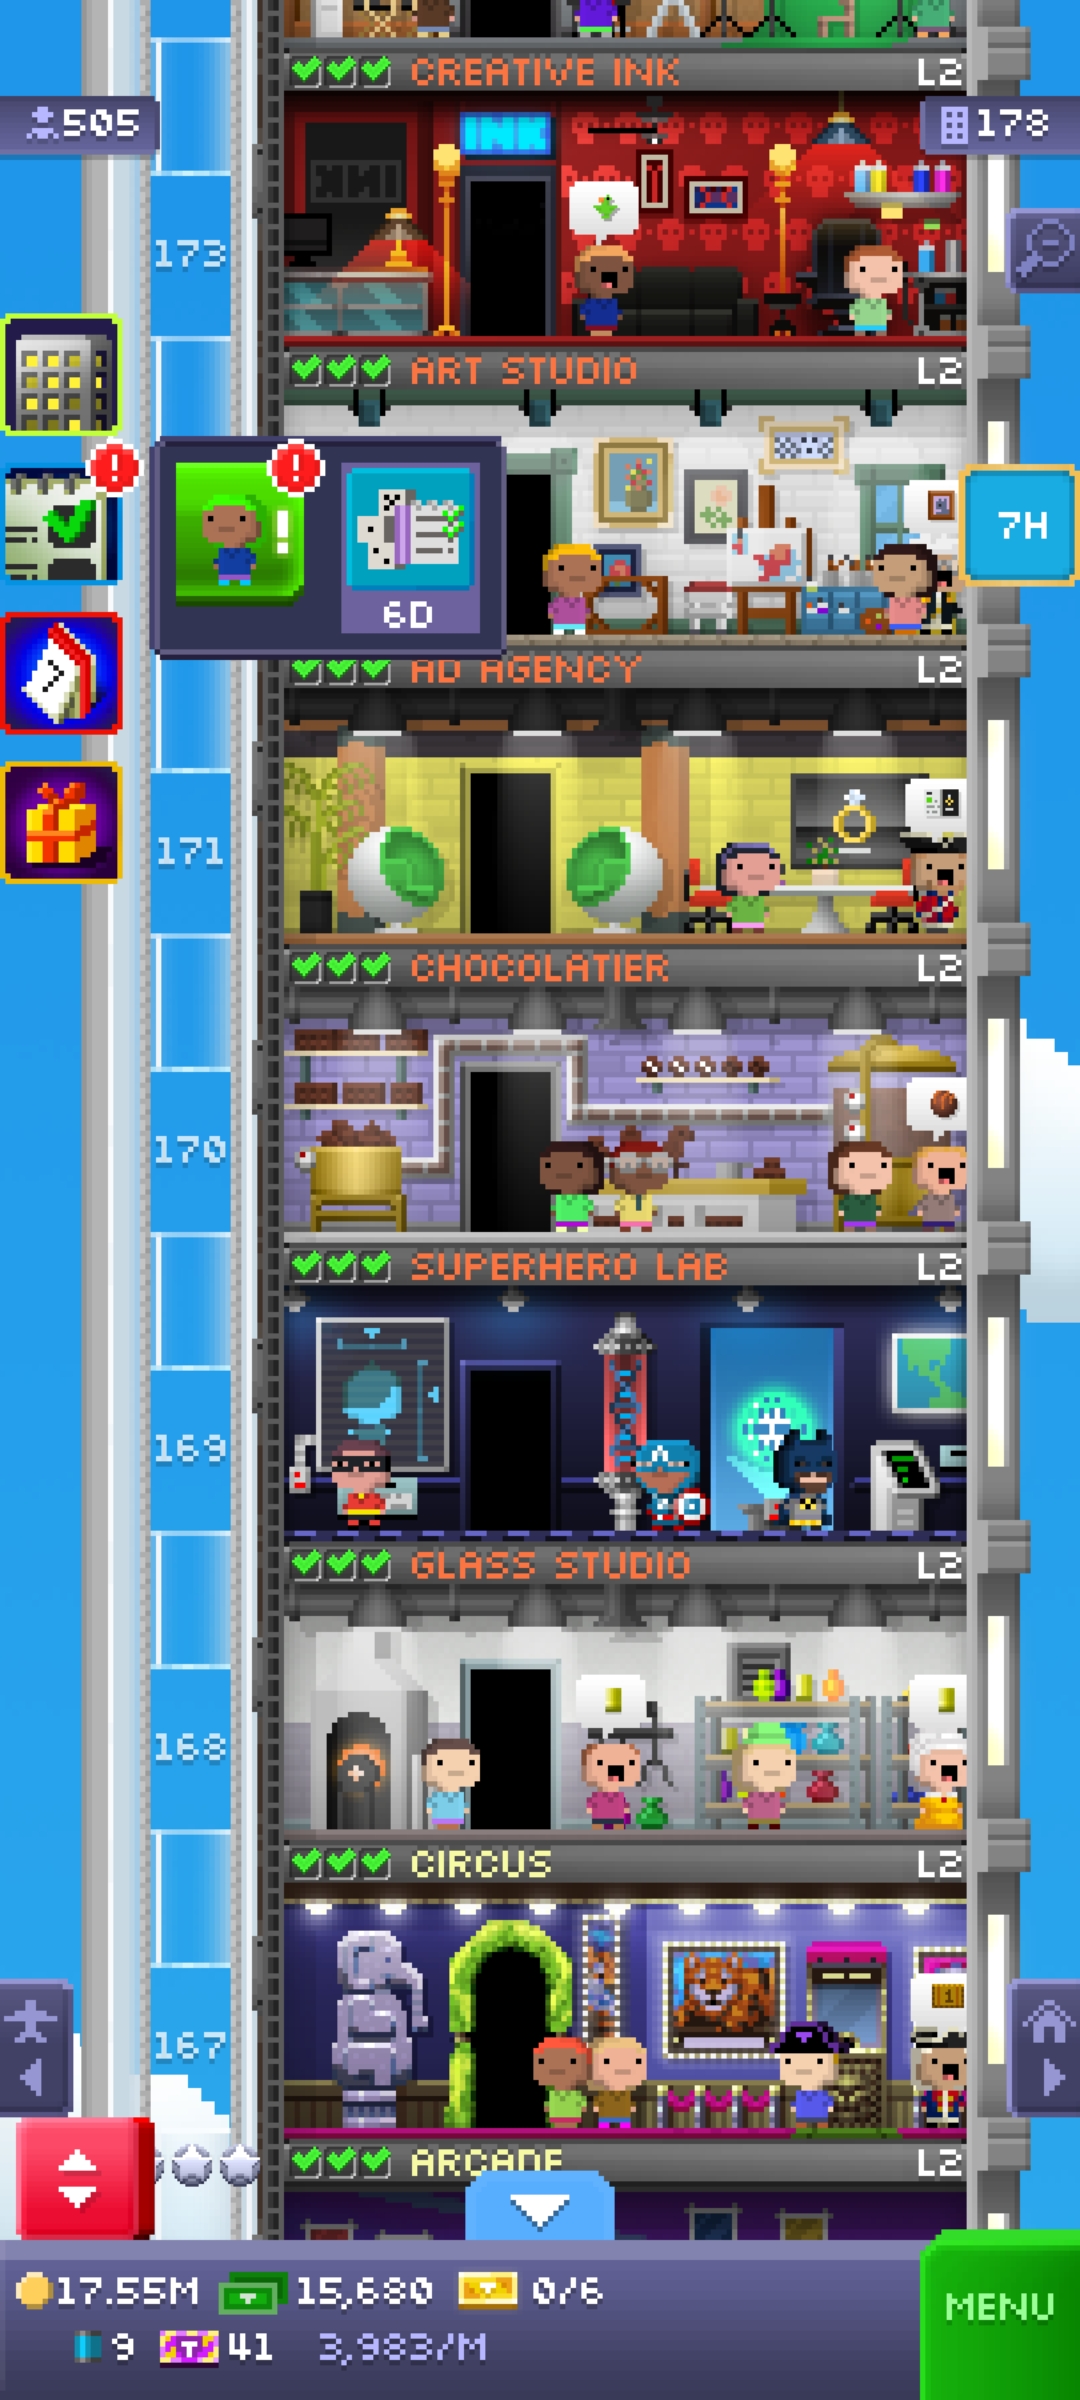 CREATIVE INK L2
505
178
INK
173
ART STUDIO L2
7H
6D
AD AGENCY L2
7
171
CHOCOLATIER L2
170
SUPERHERO LAB L2
169
GLASS STUDIO L2
168
CIRCUS L2
1
167
ARCADE L2
17.55M 15,680 0/6
9 41 3,983/M
MENU